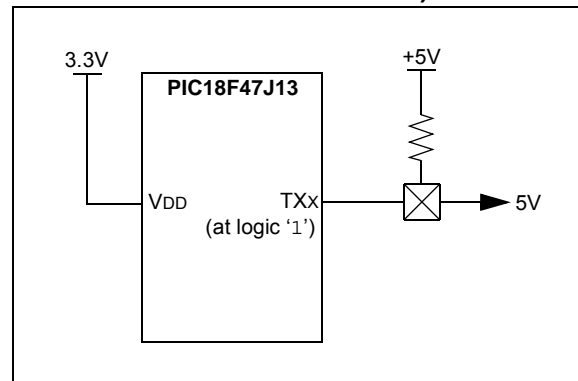 3.3V
+5V
PIC18F47J13
VDD
TXX
(at logic ‘1’)
5V